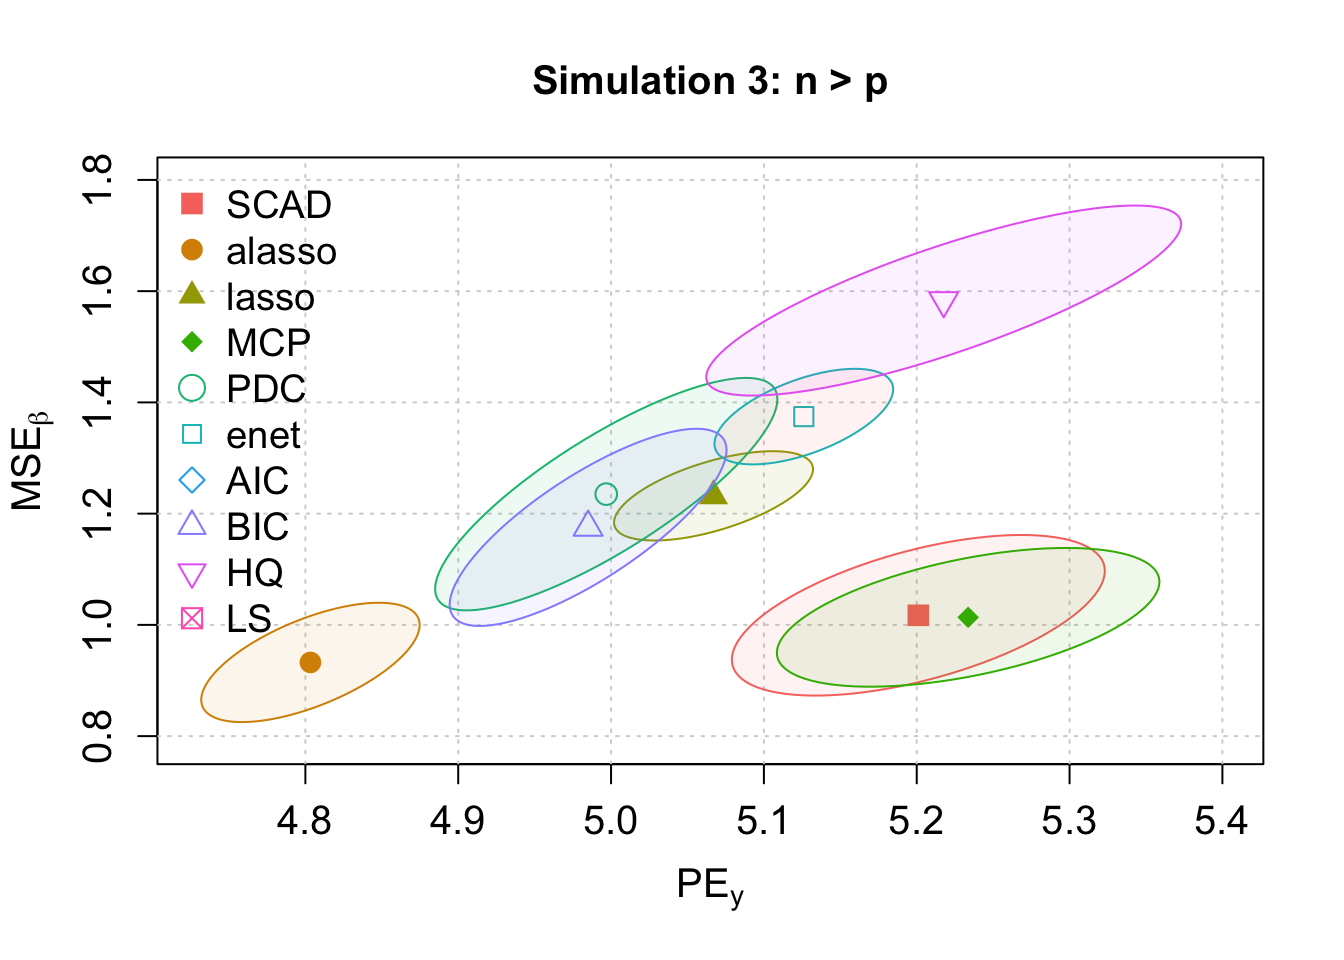 Simulation 3: n > p
1.8
1.6
1.4
1.2
1.0
0.8
MSEβ
SCAD
alasso
lasso
MCP
PDC
enet
AIC
BIC
HQ
LS
4.8 4.9 5.0 5.1 5.2 5.3 5.4
PEy